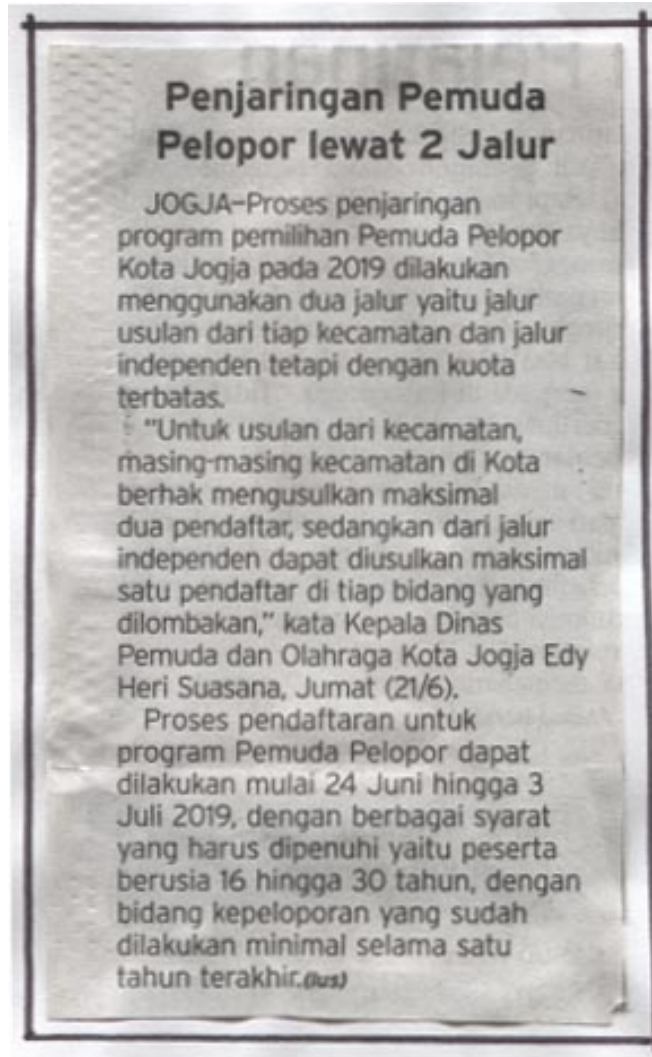 Penjaringan Pemuda
Pelopor lewat 2 Jalur
JOGJA–Proses penjaringan
program pemilihan Pemuda Pelopor
Kota Jogja pada 2019 dilakukan
menggunakan dua jalur yaitu jalur
usulan dari tiap kecamatan dan jalur
independen tetapi dengan kuota
terbatas.
"Untuk usulan dari kecamatan,
masing-masing kecamatan di Kota
berhak mengusulkan maksimal
dua pendaftar, sedangkan dari jalur
independen dapat diusulkan maksimal
satu pendaftar di tiap bidang yang
dilombakan," kata Kepala Dinas
Pemuda dan Olahraga Kota Jogja Edy
Heri Suasana, Jumat (21/6).
Proses pendaftaran untuk
program Pemuda Pelopor dapat
dilakukan mulai 24 Juni hingga 3
Juli 2019, dengan berbagai syarat
yang harus dipenuhi yaitu peserta
berusia 16 hingga 30 tahun, dengan
bidang kepeloporan yang sudah
dilakukan minimal selama satu
tahun terakhir.(ius)